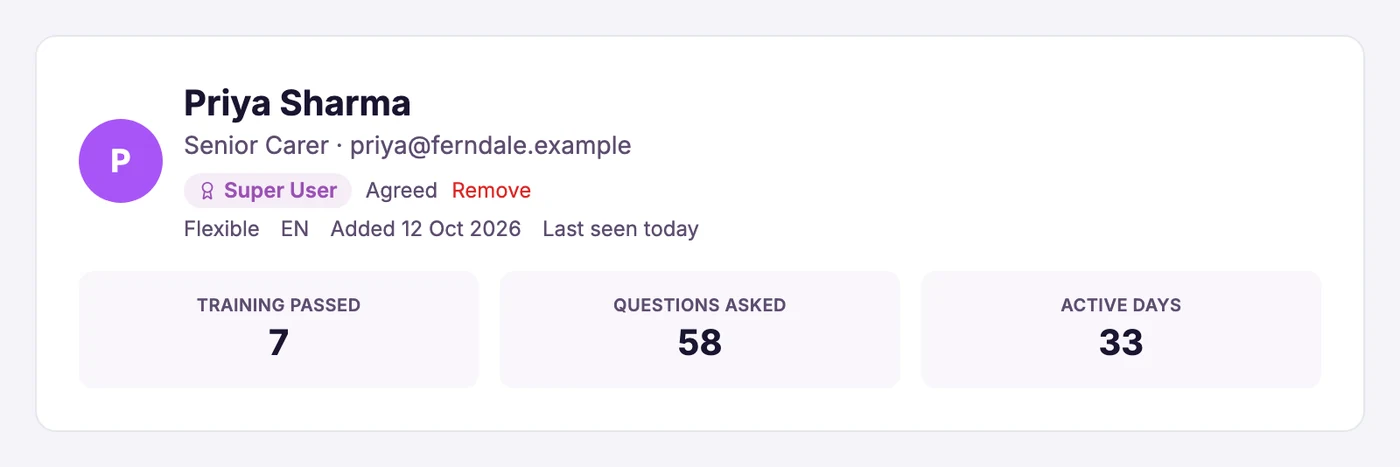 P
Priya Sharma
Senior Carer · priya@ferndale.example
Super User Agreed Remove
Flexible EN Added 12 Oct 2026 Last seen today
TRAINING PASSED
7
QUESTIONS ASKED
58
ACTIVE DAYS
33